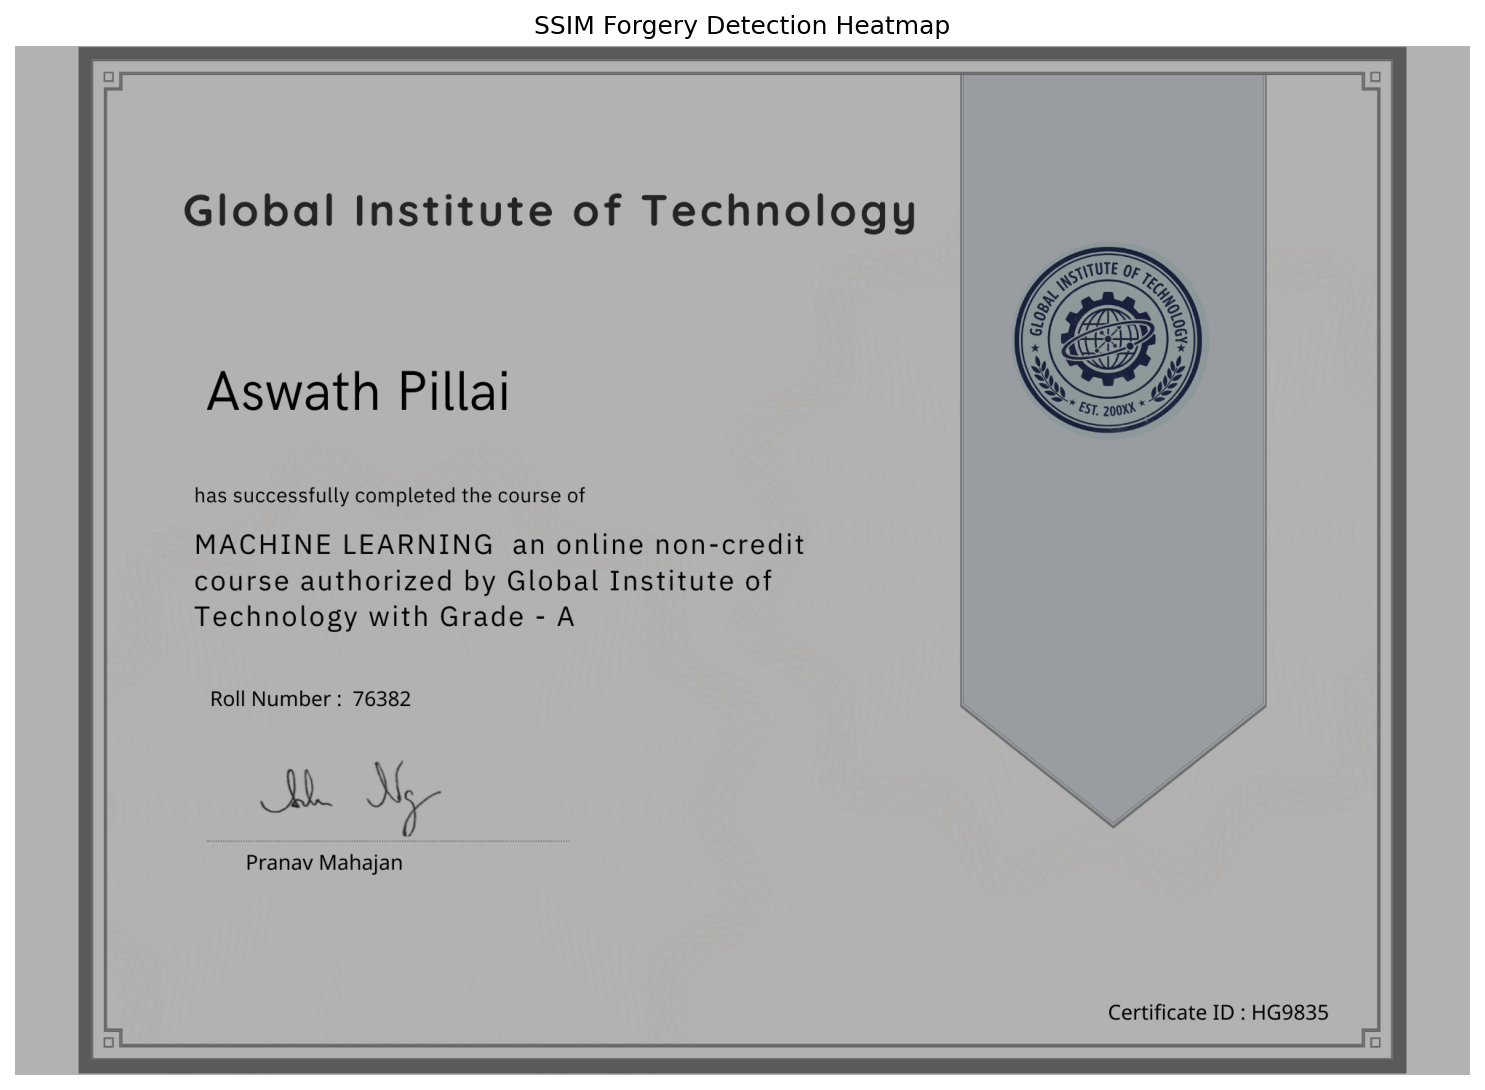 SSIM Forgery Detection Heatmap
Global Institute of Technology
GLOBAL INSTITUTE OF TECHNOLOGY
EST. 200XX
Aswath Pillai
has successfully completed the course of
MACHINE LEARNING  an online non-credit
course authorized by Global Institute of
Technology with Grade - A
Roll Number :  76382
Pranav Mahajan
Certificate ID : HG9835